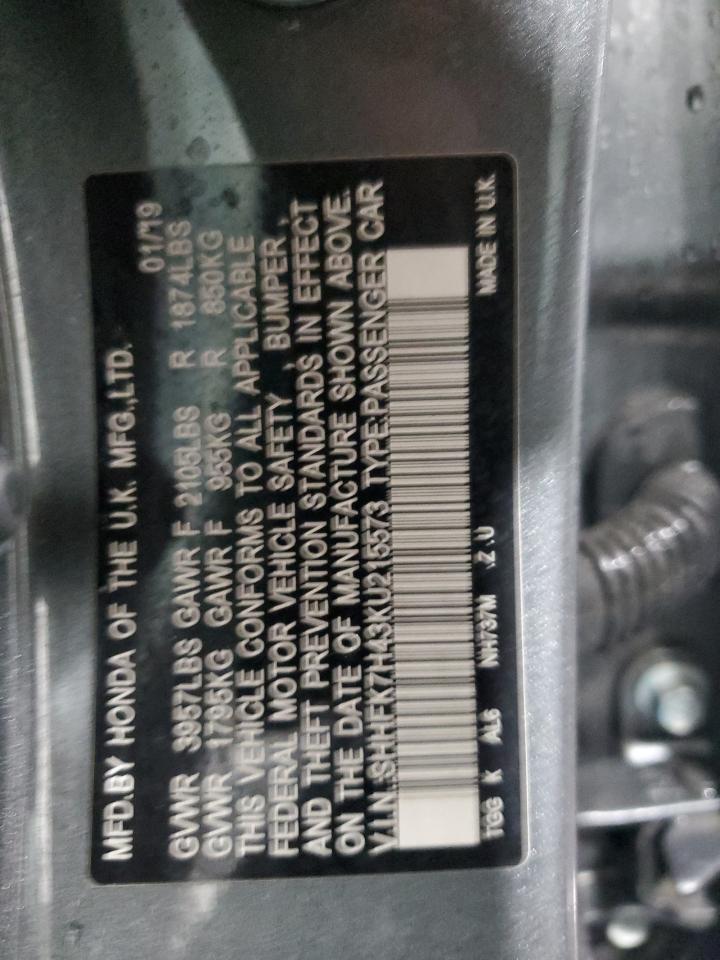 MFD.BY HONDA OF THE U.K. MFG.,LTD.
01/19
GVWR 3957LBS GAWR F 2105LBS R 1874LBS
GVWR 1795KG GAWR F 955KG R 850KG
THIS VEHICLE CONFORMS TO ALL APPLICABLE
FEDERAL MOTOR VEHICLE SAFETY, BUMPER,
AND THEFT PREVENTION STANDARDS IN EFFECT
ON THE DATE OF MANUFACTURE SHOWN ABOVE.
V.I.N.:SHHFK7H43KU215573 TYPE:PASSENGER CAR
TGG K AL6 NH737M .Z .U MADE IN U.K.